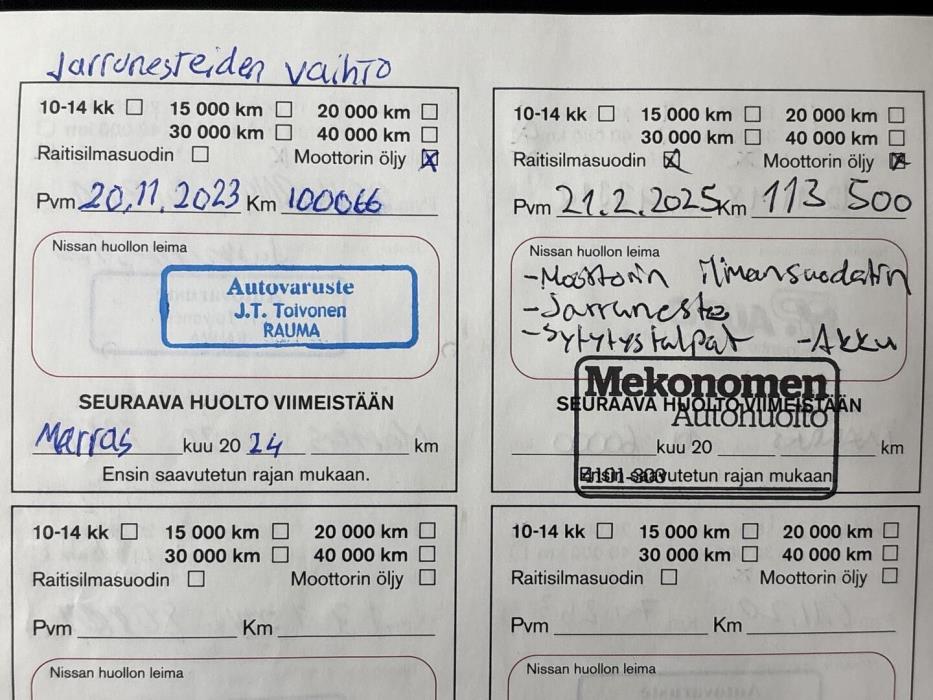 Jarrunesteiden vaihto
10-14 kk ☐ 15 000 km ☐ 20 000 km ☐
30 000 km ☐ 40 000 km ☐
Raitisilmasuodin ☐ Moottorin öljy ☒
Pvm 20.11.2023 Km 100066
Nissan huollon leima
Autovaruste
J.T. Toivonen
RAUMA
SEURAAVA HUOLTO VIIMEISTÄÄN
Marras kuu 20 24 km
Ensin saavutetun rajan mukaan.
10-14 kk ☐ 15 000 km ☐ 20 000 km ☐
30 000 km ☐ 40 000 km ☐
Raitisilmasuodin ☒ Moottorin öljy ☒
Pvm 21.2.2025 Km 113 500
Nissan huollon leima
-Moottorin ilmansuodatin
-Jarruneste
-Sytytystulpat -Akku
Mekonomen
Autohuolto
SEURAAVA HUOLTO VIIMEISTÄÄN
kuu 20 km
Ensin saavutetun rajan mukaan.
10-14 kk ☐ 15 000 km ☐ 20 000 km ☐
30 000 km ☐ 40 000 km ☐
Raitisilmasuodin ☐ Moottorin öljy ☐
Pvm Km
Nissan huollon leima
10-14 kk ☐ 15 000 km ☐ 20 000 km ☐
30 000 km ☐ 40 000 km ☐
Raitisilmasuodin ☐ Moottorin öljy ☐
Pvm Km
Nissan huollon leima